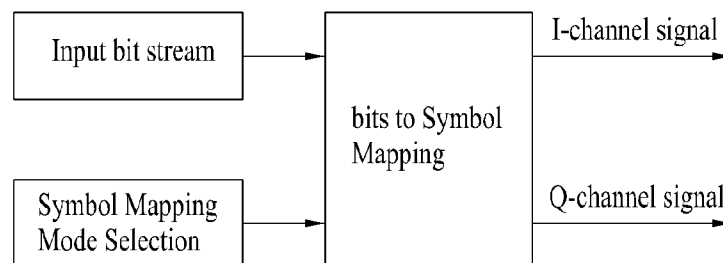 Input bit stream
I-channel signal
bits to Symbol
Mapping
Symbol Mapping
Mode Selection
Q-channel signal